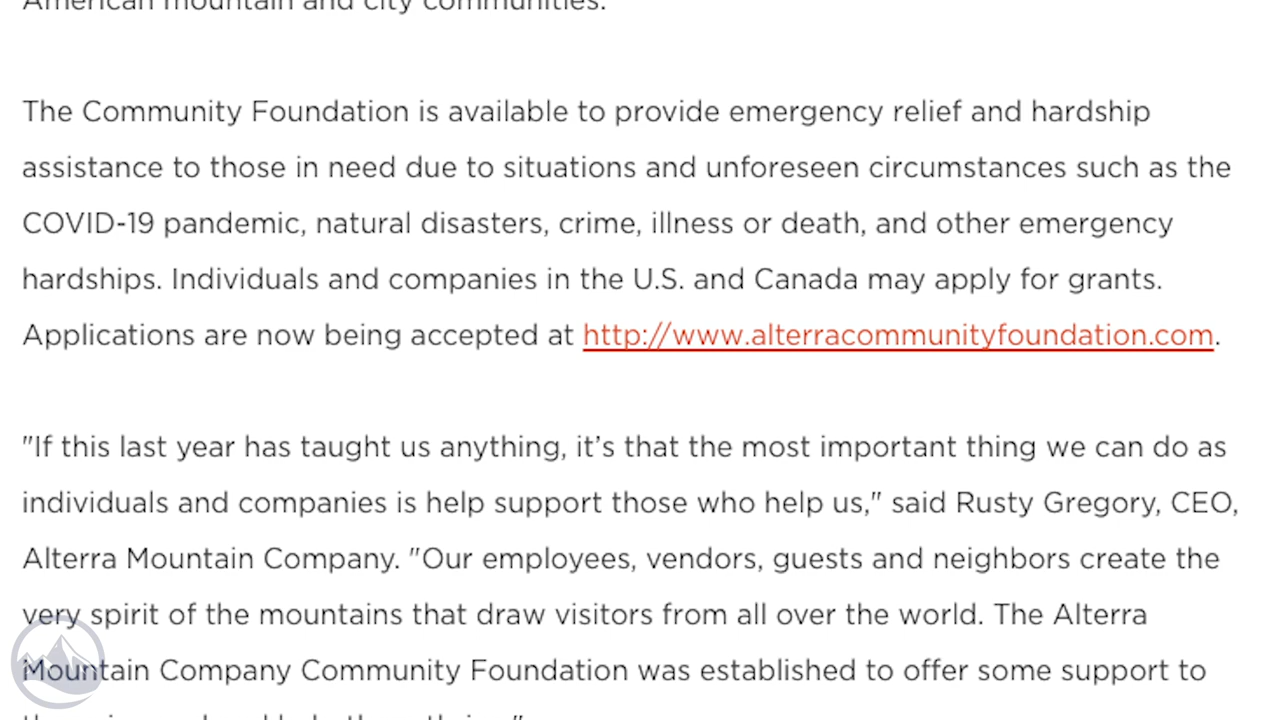 American mountain and city communities.
The Community Foundation is available to provide emergency relief and hardship
assistance to those in need due to situations and unforeseen circumstances such as the
COVID-19 pandemic, natural disasters, crime, illness or death, and other emergency
hardships. Individuals and companies in the U.S. and Canada may apply for grants.
Applications are now being accepted at http://www.alterracommunityfoundation.com.
"If this last year has taught us anything, it’s that the most important thing we can do as
individuals and companies is help support those who help us," said Rusty Gregory, CEO,
Alterra Mountain Company. "Our employees, vendors, guests and neighbors create the
very spirit of the mountains that draw visitors from all over the world. The Alterra
Mountain Company Community Foundation was established to offer some support to